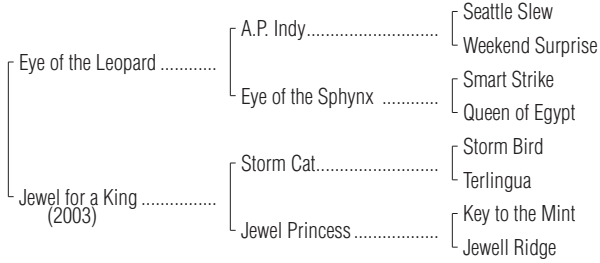 Seattle Slew
A.P. Indy..........................
Weekend Surprise
Eye of the Leopard ............
Smart Strike
Eye of the Sphynx ............
Queen of Egypt
Storm Bird
Storm Cat..........................
Terlingua
Jewel for a King ................
(2003)
Key to the Mint
Jewel Princess..................
Jewell Ridge